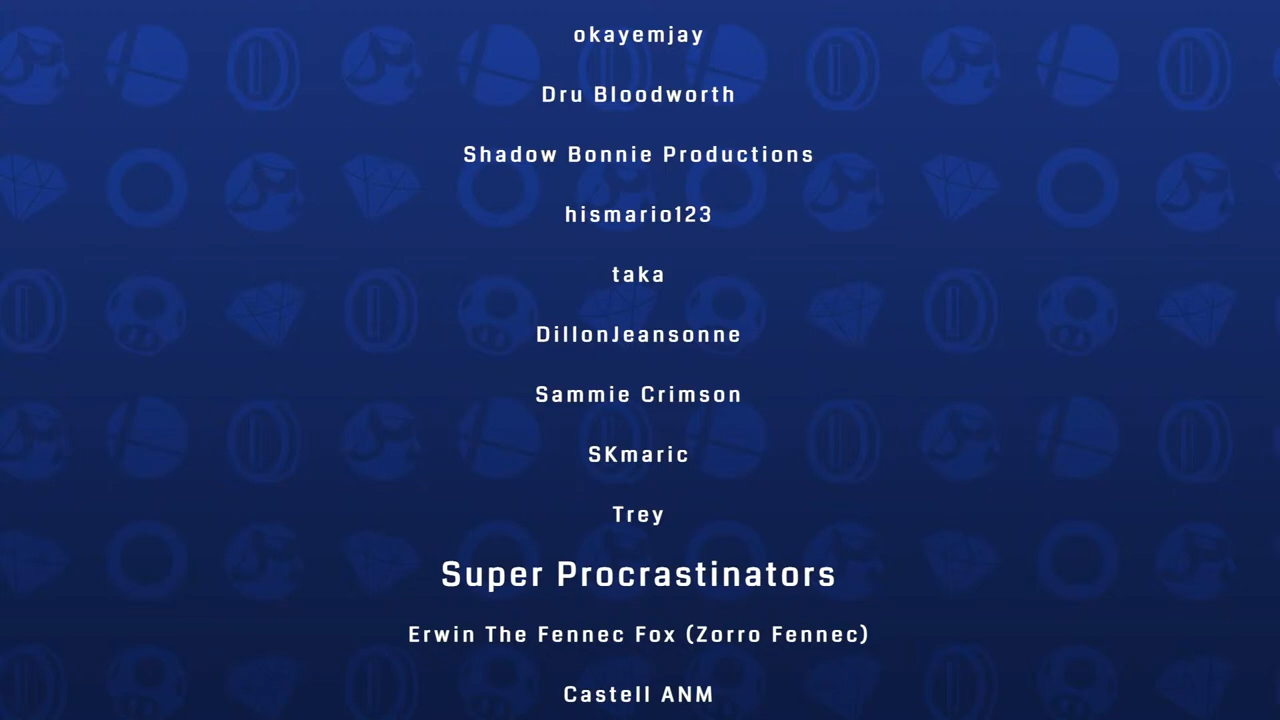 okayemjay
Dru Bloodworth
Shadow Bonnie Productions
hismario123
taka
DillonJeansonne
Sammie Crimson
SKmaric
Trey
Super Procrastinators
Erwin The Fennec Fox (Zorro Fennec)
Castell ANM